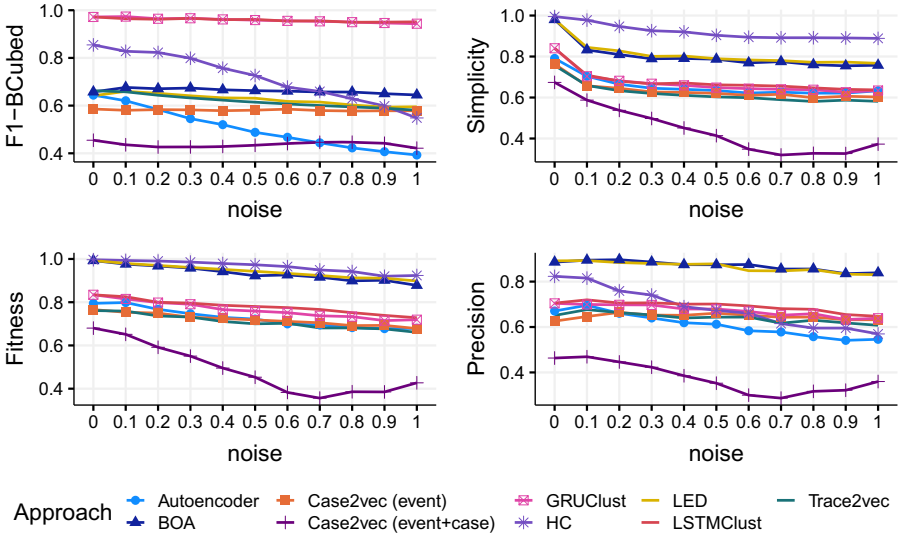 F1−BCubed
1.0
0.8
0.6
0.4
0 0.1 0.2 0.3 0.4 0.5 0.6 0.7 0.8 0.9 1
noise
Simplicity
1.0
0.8
0.6
0.4
0 0.1 0.2 0.3 0.4 0.5 0.6 0.7 0.8 0.9 1
noise
Fitness
1.0
0.8
0.6
0.4
0 0.1 0.2 0.3 0.4 0.5 0.6 0.7 0.8 0.9 1
noise
Precision
0.8
0.6
0.4
0 0.1 0.2 0.3 0.4 0.5 0.6 0.7 0.8 0.9 1
noise
Approach
Autoencoder
BOA
Case2vec (event)
Case2vec (event+case)
GRUClust
HC
LED
LSTMClust
Trace2vec